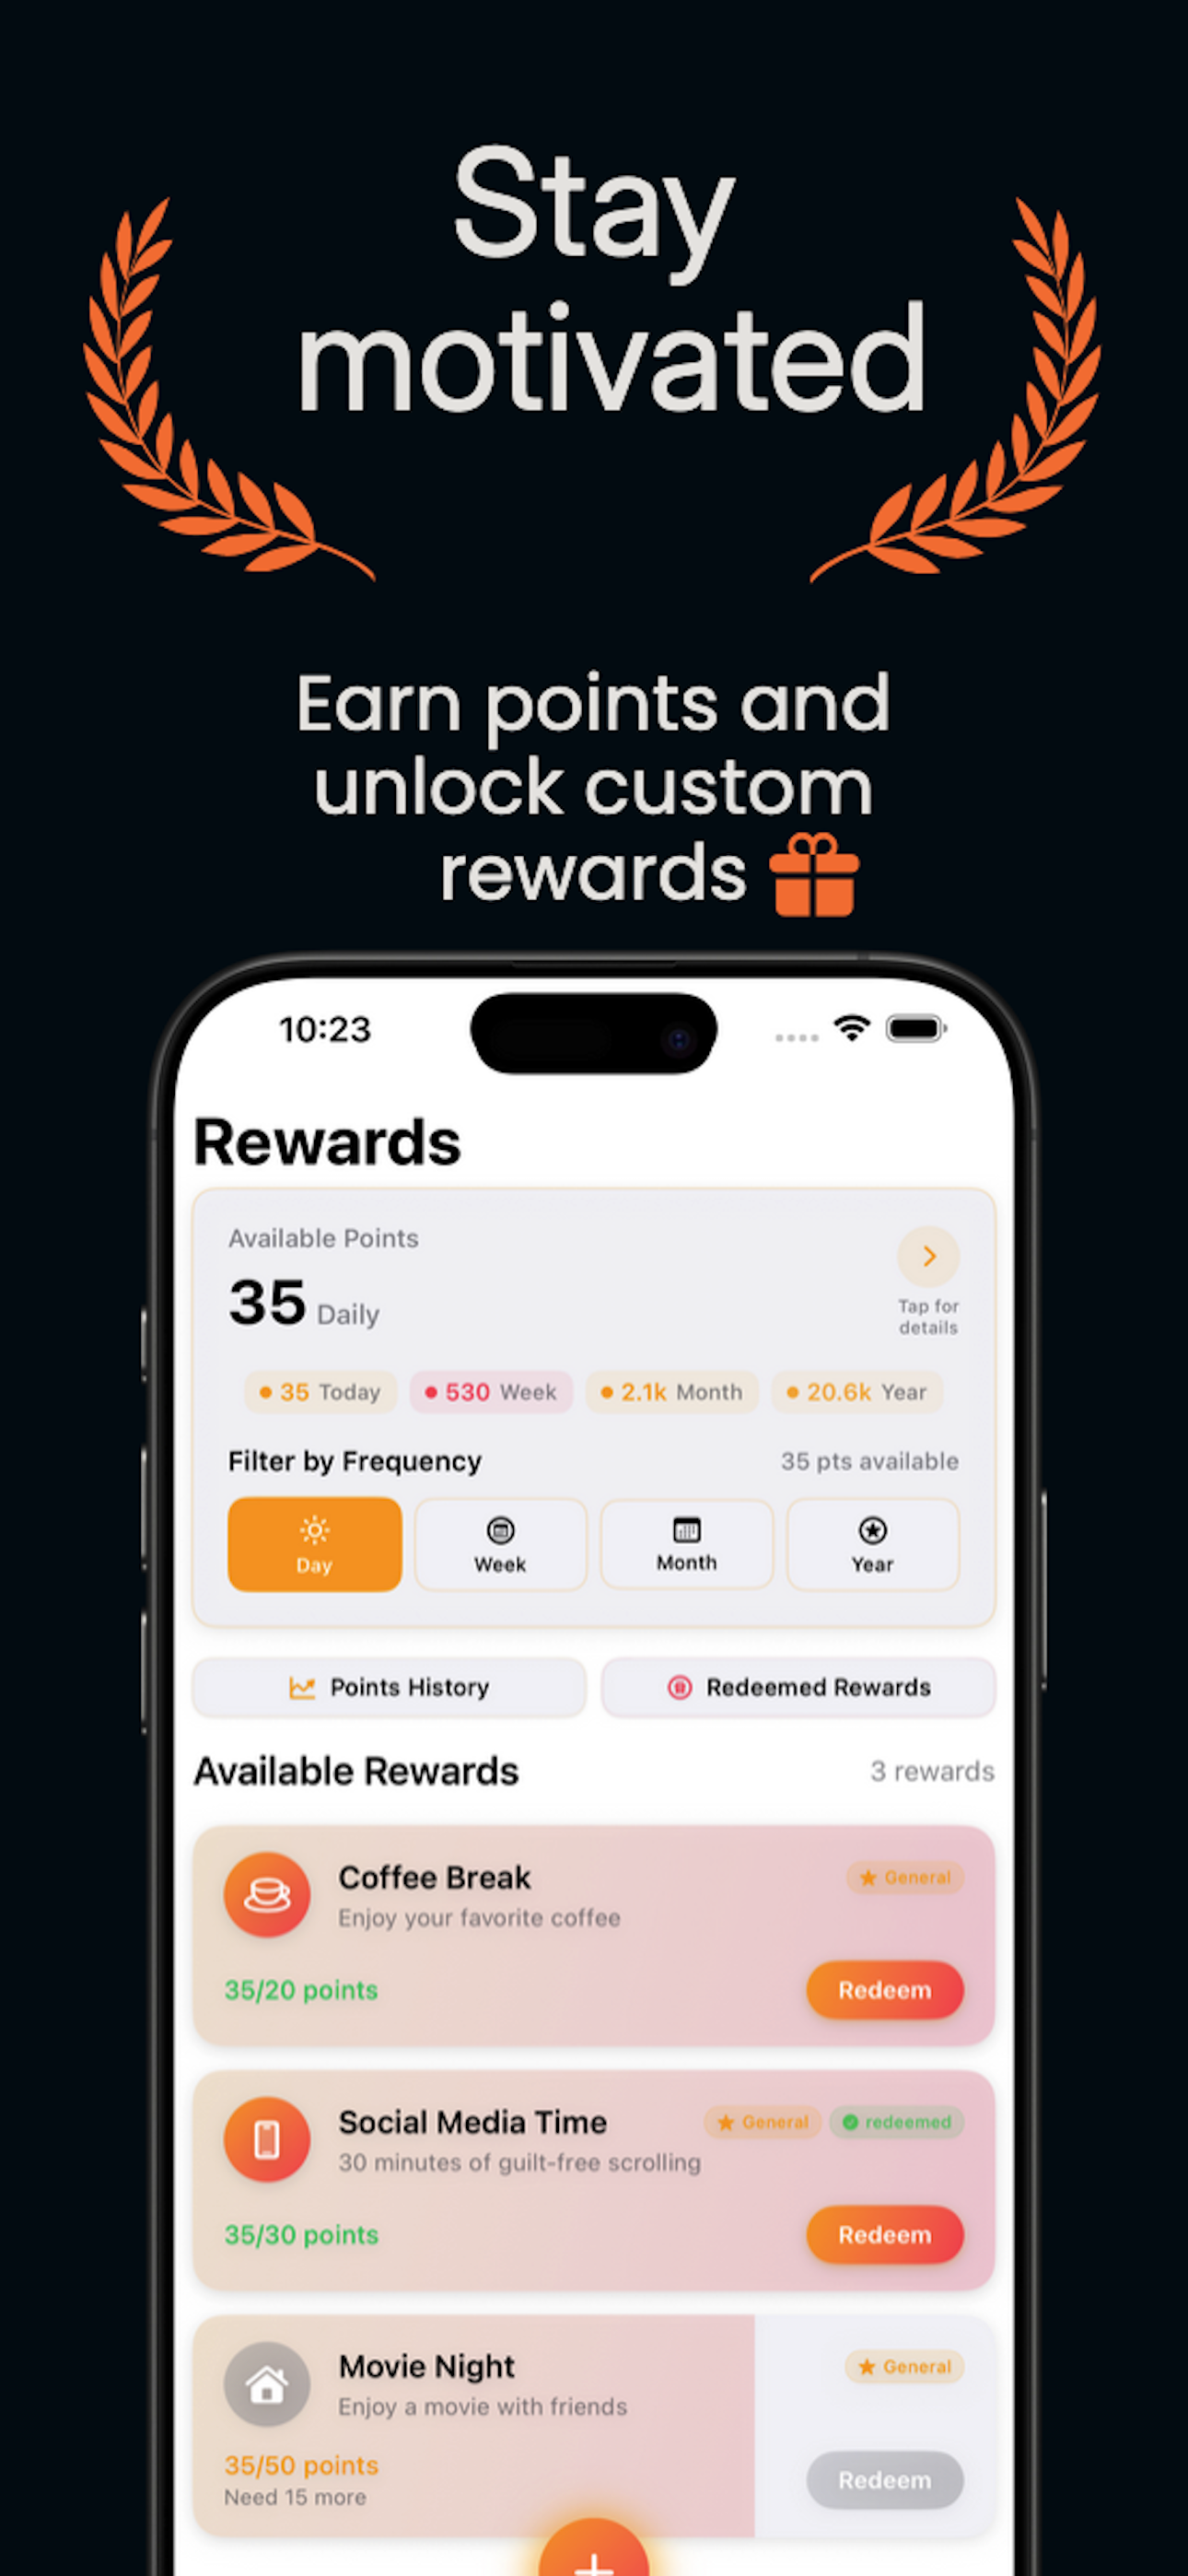 Stay
motivated
Earn points and
unlock custom
rewards
10:23
Rewards
Available Points
35 Daily
Tap for
details
35 Today 530 Week 2.1k Month 20.6k Year
Filter by Frequency 35 pts available
Day Week Month Year
Points History Redeemed Rewards
Available Rewards 3 rewards
Coffee Break General
Enjoy your favorite coffee
35/20 points Redeem
Social Media Time General redeemed
30 minutes of guilt-free scrolling
35/30 points Redeem
Movie Night General
Enjoy a movie with friends
35/50 points
Need 15 more
Redeem